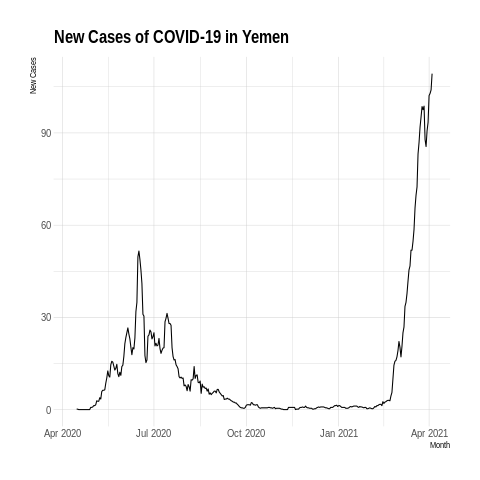 New Cases of COVID-19 in Yemen
New Cases
90
60
30
0
Apr 2020 Jul 2020 Oct 2020 Jan 2021 Apr 2021
Month